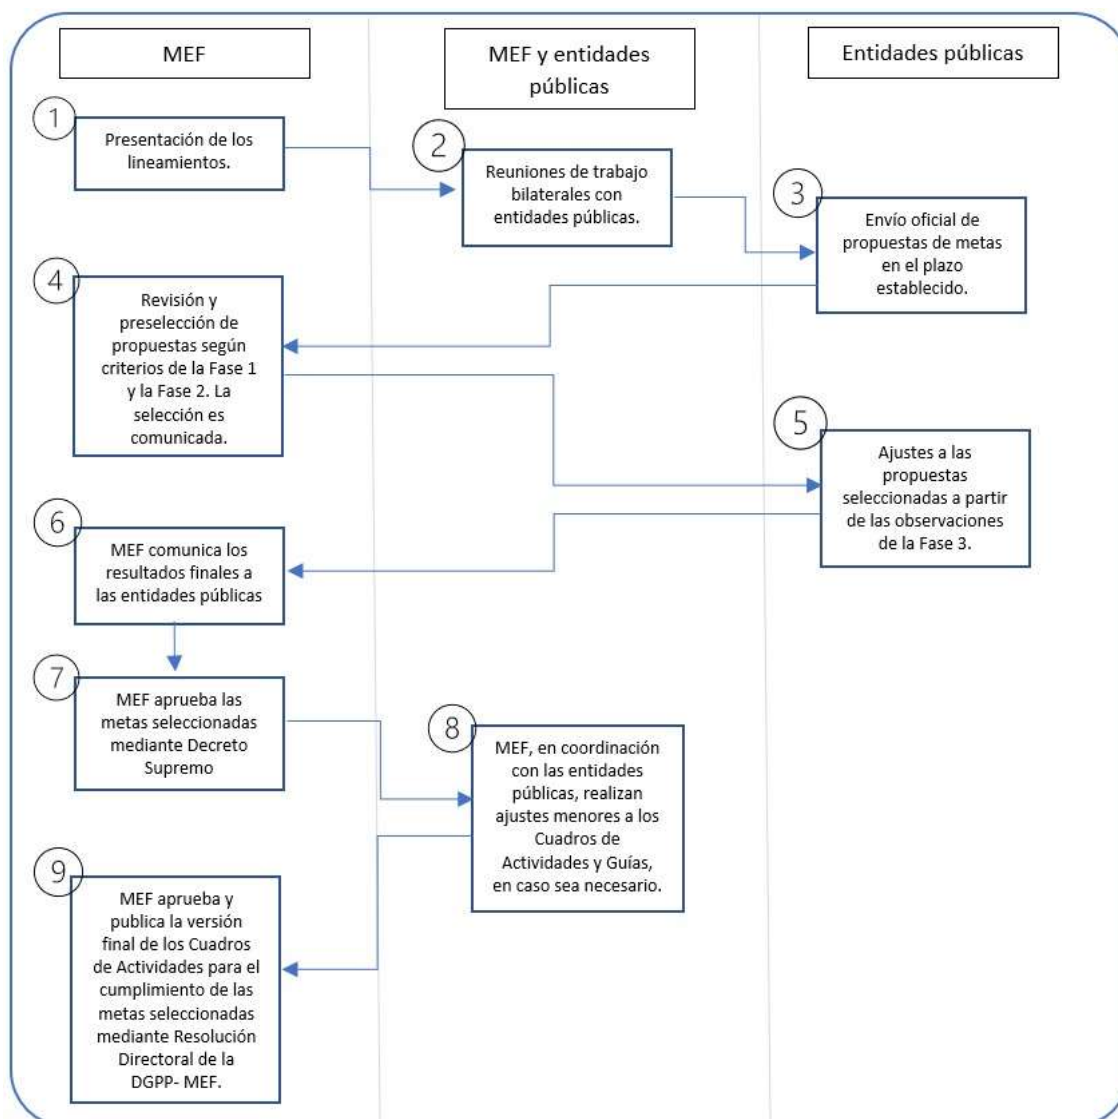 MEF
MEF y entidades
públicas
Entidades públicas
1
Presentación de los
lineamientos.
2
Reuniones de trabajo
bilaterales con
entidades públicas.
3
Envío oficial de
propuestas de metas
en el plazo
establecido.
4
Revisión y
preselección de
propuestas según
criterios de la Fase 1
y la Fase 2. La
selección es
comunicada.
5
Ajustes a las
propuestas
seleccionadas a partir
de las observaciones
de la Fase 3.
6
MEF comunica los
resultados finales a
las entidades públicas
7
MEF aprueba las
metas seleccionadas
mediante Decreto
Supremo
8
MEF, en coordinación
con las entidades
públicas, realizan
ajustes menores a los
Cuadros de
Actividades y Guías,
en caso sea necesario.
9
MEF aprueba y
publica la versión
final de los Cuadros
de Actividades para el
cumplimiento de las
metas seleccionadas
mediante Resolución
Directoral de la
DGPP- MEF.